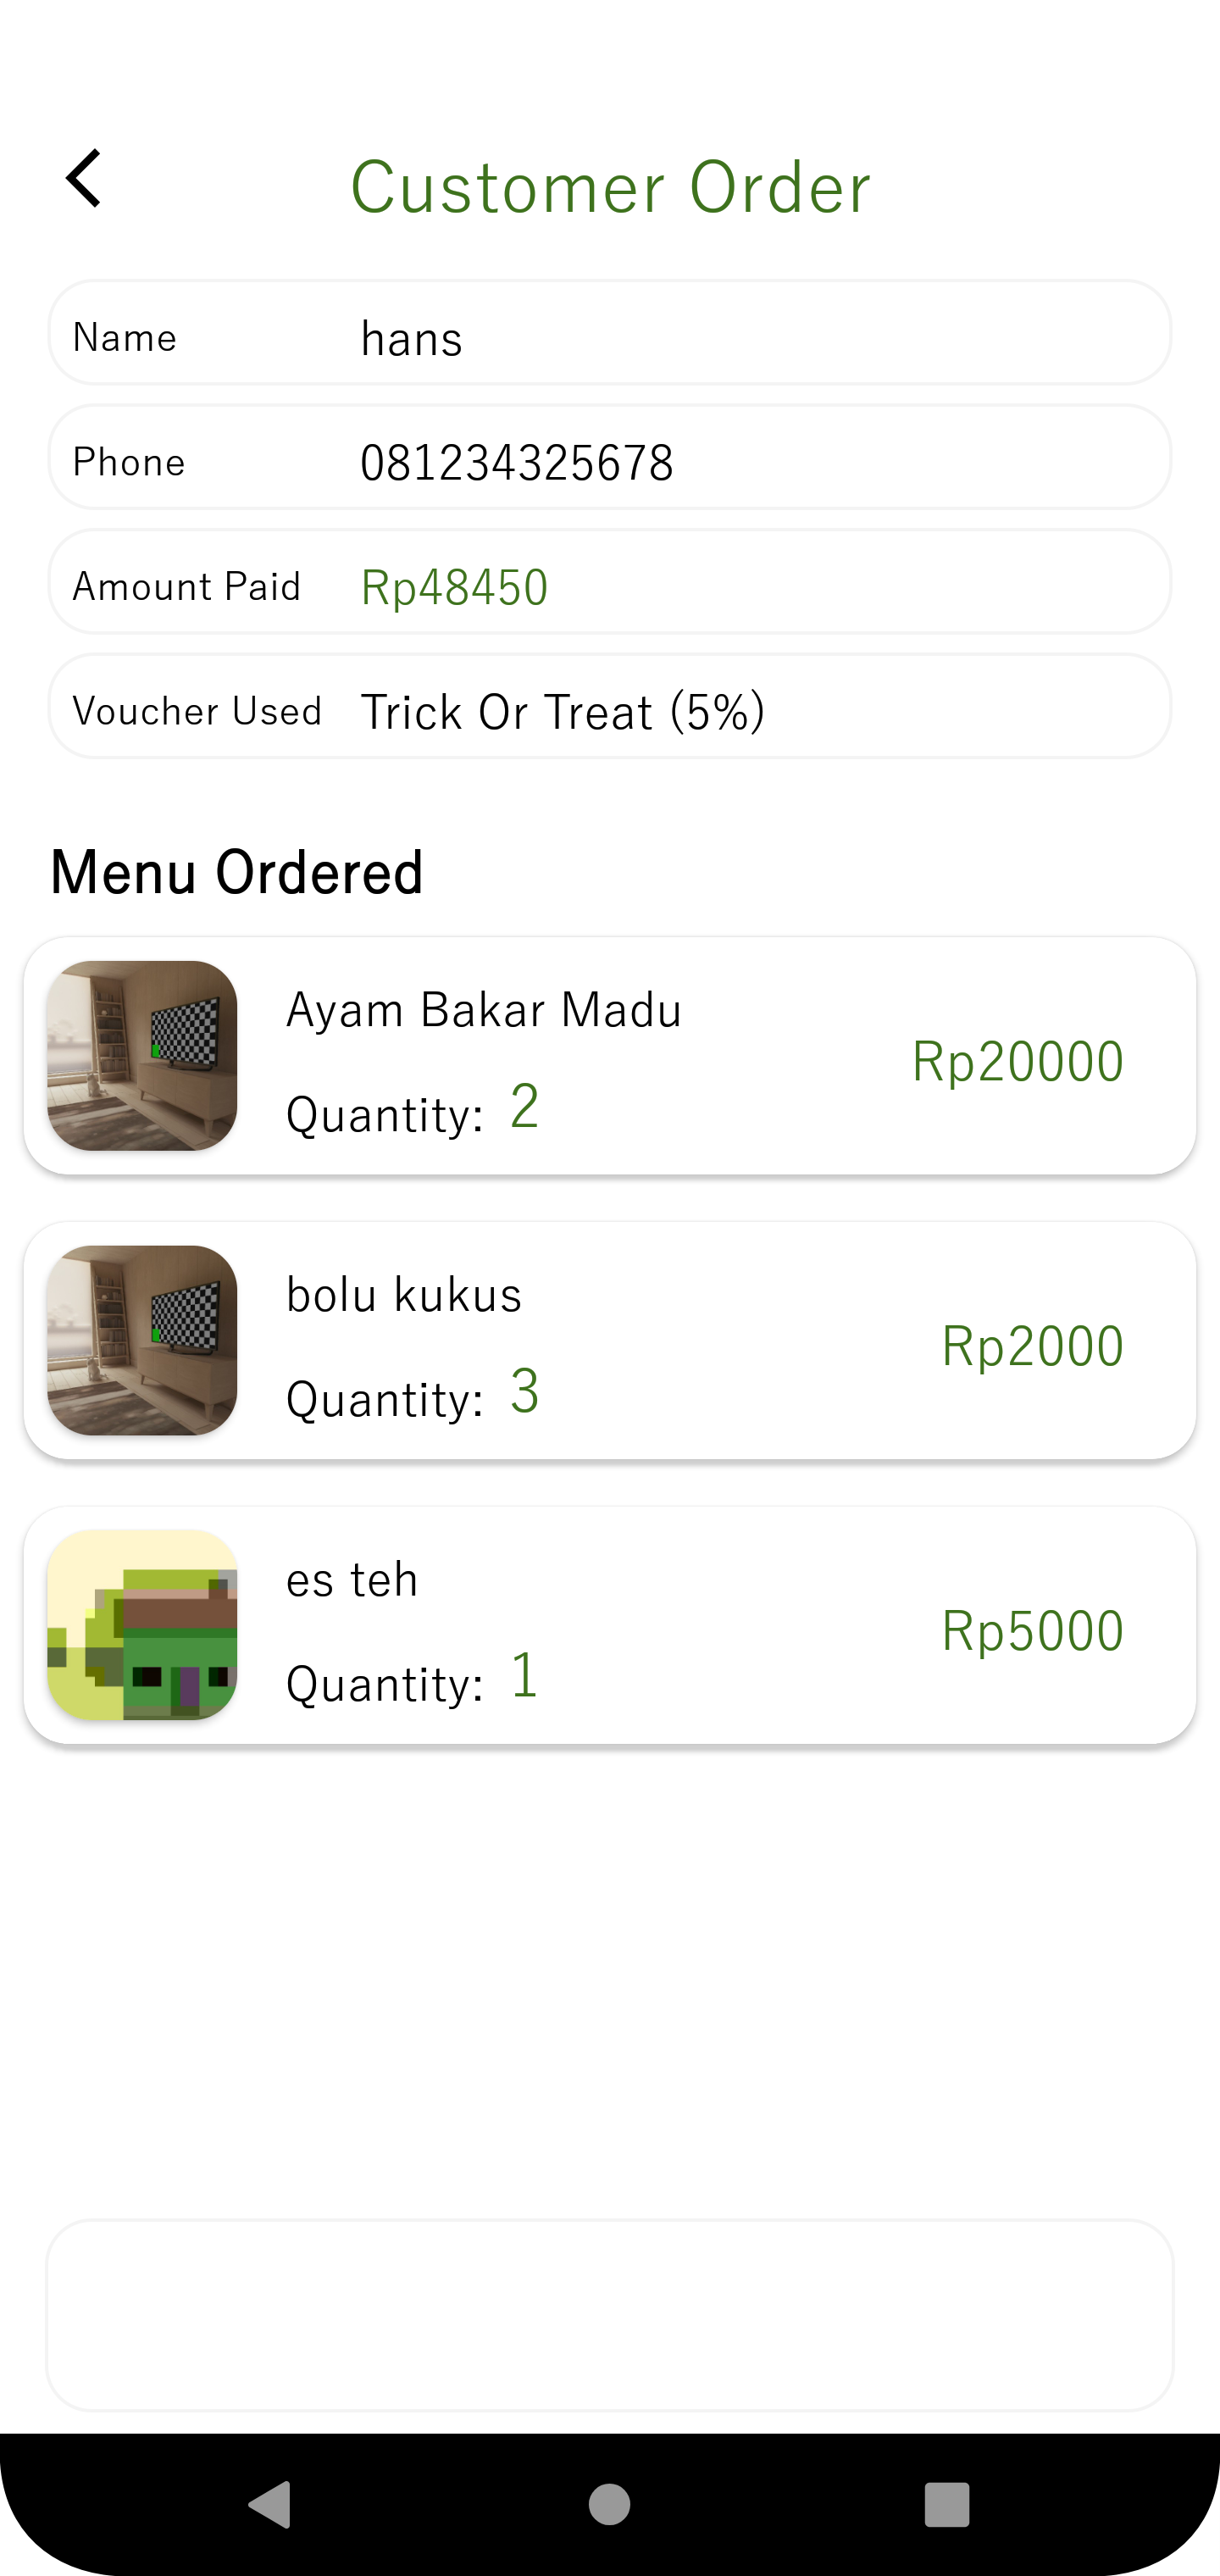 Customer Order
Name hans
Phone 081234325678
Amount Paid Rp48450
Voucher Used Trick Or Treat (5%)
Menu Ordered
Ayam Bakar Madu
Rp20000
Quantity: 2
bolu kukus
Rp2000
Quantity: 3
es teh
Rp5000
Quantity: 1